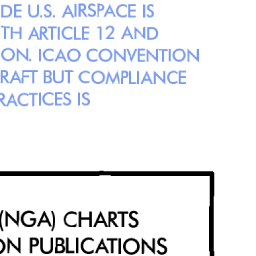 DE U.S. AIRSPACE IS
TH ARTICLE 12 AND
ON. ICAO CONVENTION
RAFT BUT COMPLIANCE
RACTICES IS
(NGA) CHARTS
ON PUBLICATIONS